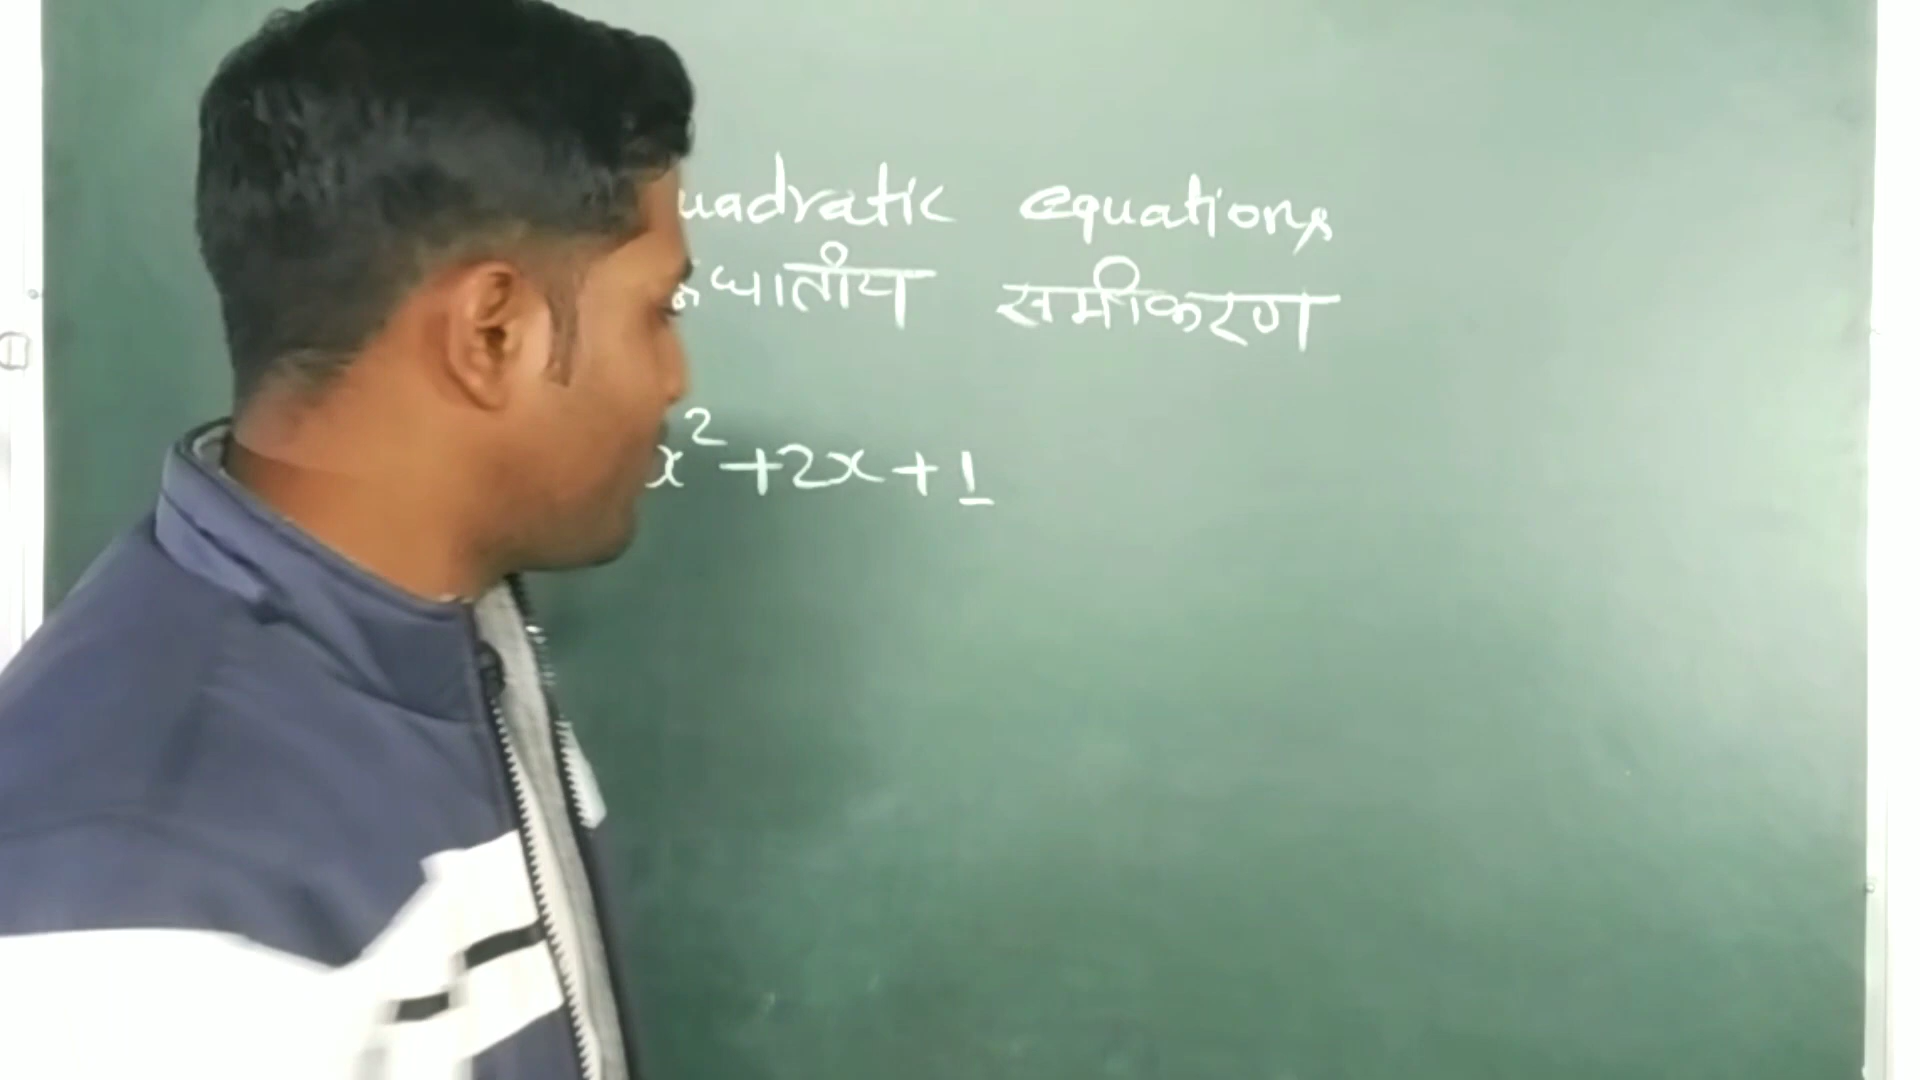 uadratic equations
घातीय समीकरण
x²+2x+1